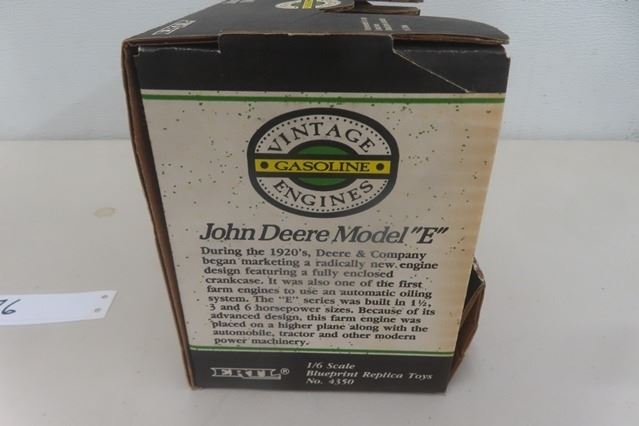 ERTL
VINTAGE
GASOLINE
ENGINES
John Deere Model "E"
During the 1920's, Deere & Company
began marketing a radically new engine
design featuring a fully enclosed
crankcase. It was also one of the first
farm engines to use an automatic oiling
system. The "E" series was built in 1½,
3 and 6 horsepower sizes. Because of its
advanced design, this farm engine was
placed on a higher plane along with the
automobile, tractor and other modern
power machinery.
ERTL®
1/6 Scale
Blueprint Replica Toys
No. 4350